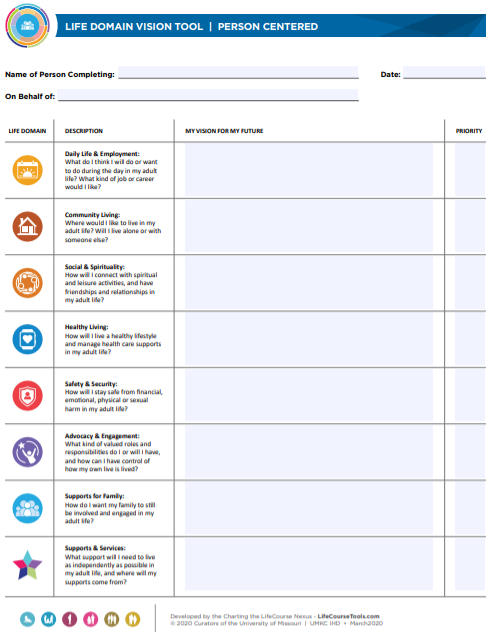 LIFE DOMAIN VISION TOOL | PERSON CENTERED
Name of Person Completing:
Date:
On Behalf of:
LIFE DOMAIN
DESCRIPTION
MY VISION FOR MY FUTURE
PRIORITY
Daily Life & Employment:
What do I think I will do or want
to do during the day in my adult
life? What kind of job or career
would I like?
Community Living:
Where would I like to live in my
adult life? Will I live alone or with
someone else?
Social & Spirituality:
How will I connect with spiritual
and leisure activities, and have
friendships and relationships in
my adult life?
Healthy Living:
How will I live a healthy lifestyle
and manage health care supports
in my adult life?
Safety & Security:
How will I stay safe from financial,
emotional, physical or sexual
harm in my adult life?
Advocacy & Engagement:
What kind of valued roles and
responsibilities do I or will I have,
and how can I have control of
how my own live is lived?
Supports for Family:
How do I want my family to still
be involved and engaged in my
adult life?
Supports & Services:
What support will I need to live
as independently as possible in
my adult life, and where will my
supports come from?
Developed by the Charting the LifeCourse Nexus - LifeCourseTools.com
© 2020 Curators of the University of Missouri | UMKC IHD • March2020